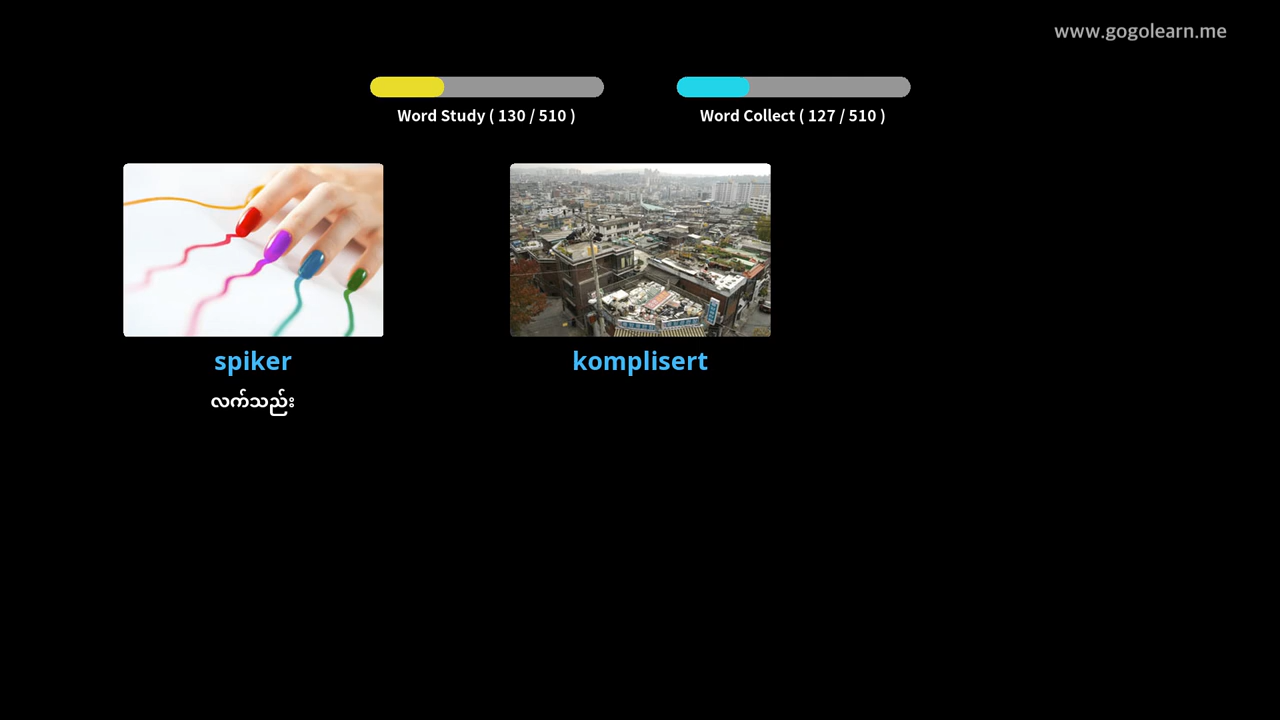 www.gogolearn.me
Word Study ( 130 / 510 )
Word Collect ( 127 / 510 )
spiker
komplisert
လက်သည်း